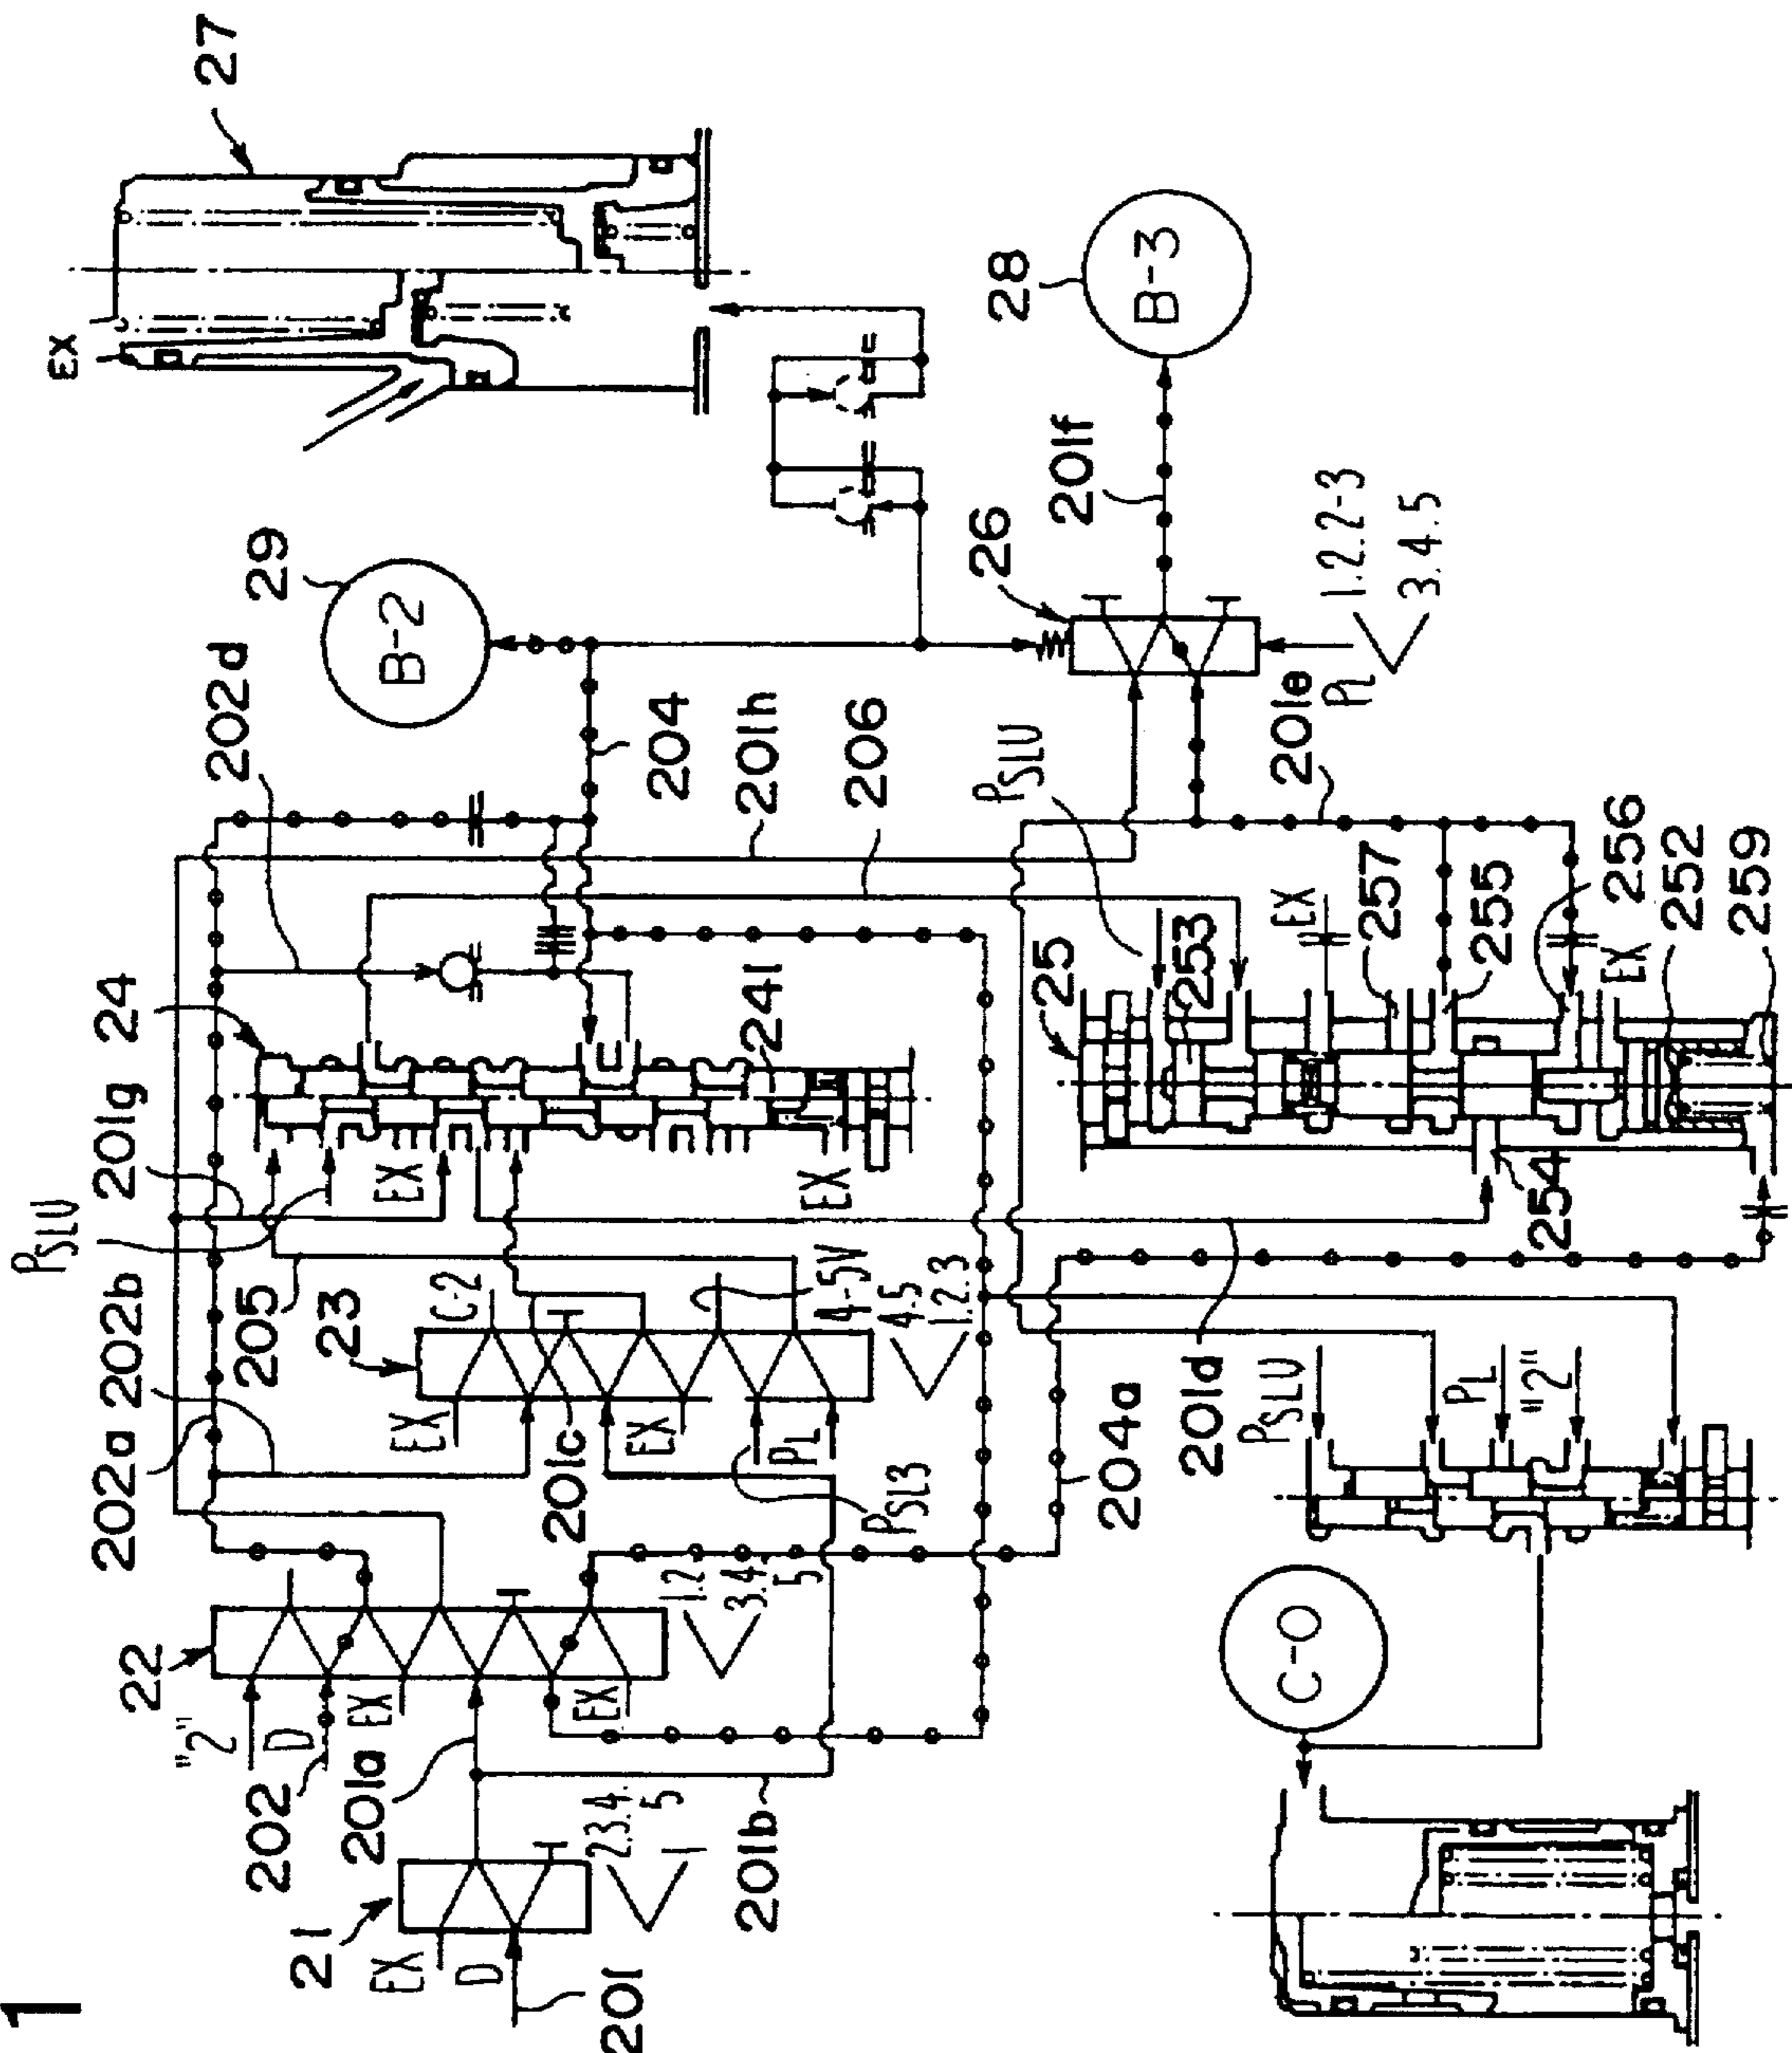 1
27
EX
29
B-2
28
B-3
201f
26
1.2.2-3
3.4.5
PL
201e
202d
204
201h
206
PSLU
24
241
201g
PSLU
EX
EX
25
253
EX
257
255
256
EX
252
259
254
202a
202b
205
23
C-2
4-5V
4.5
1.2.3
EX
201c
EX
PL
PSL3
204a
201d
PSLU
PL
"2"
22
"2"
D
202
EX
EX
1.2
3.4
5
201a
21
EX
D
201
2.3.4
5
1
201b
C-0